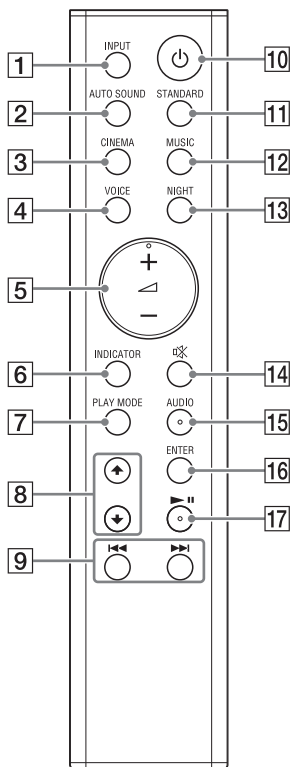 INPUT
1 10
AUTO SOUND STANDARD
2 11
CINEMA MUSIC
3 12
VOICE NIGHT
4 13
+
5
−
INDICATOR
6 14
PLAY MODE AUDIO
7 15
ENTER
8 16
17
9